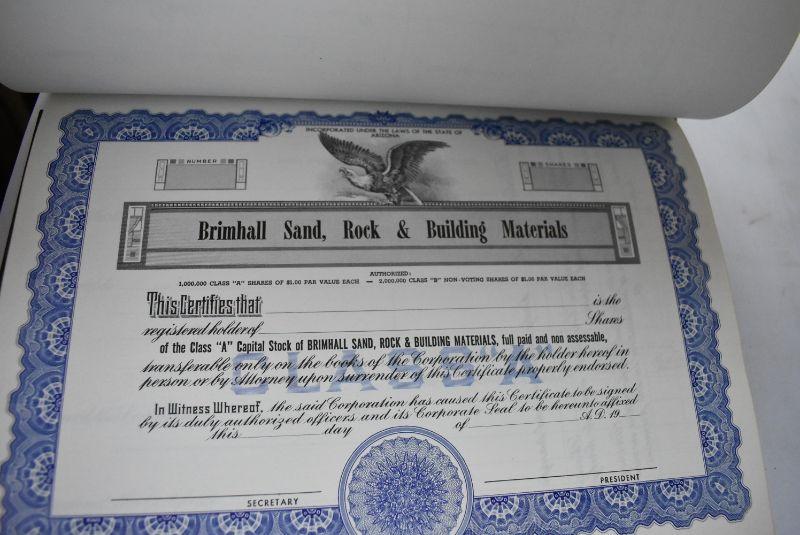 INCORPORATED UNDER THE LAWS OF THE STATE OF
ARIZONA
NUMBER
SHARES
Brimhall Sand, Rock & Building Materials
AUTHORIZED:
1,000,000 CLASS "A" SHARES OF $1.00 PAR VALUE EACH — 2,000,000 CLASS "B" NON-VOTING SHARES OF $1.00 PAR VALUE EACH
This Certifies that is the
registered holder of Shares
of the Class "A" Capital Stock of BRIMHALL SAND, ROCK & BUILDING MATERIALS, full paid and non assessable,
CLASS "A"
transferable only on the books of the Corporation by the holder hereof in
person or by Attorney upon surrender of this Certificate properly endorsed.
In Witness Whereof, the said Corporation has caused this Certificate to be signed
by its duly authorized officers and its Corporate Seal to be hereunto affixed
this day of A.D. 19
SECRETARY
PRESIDENT